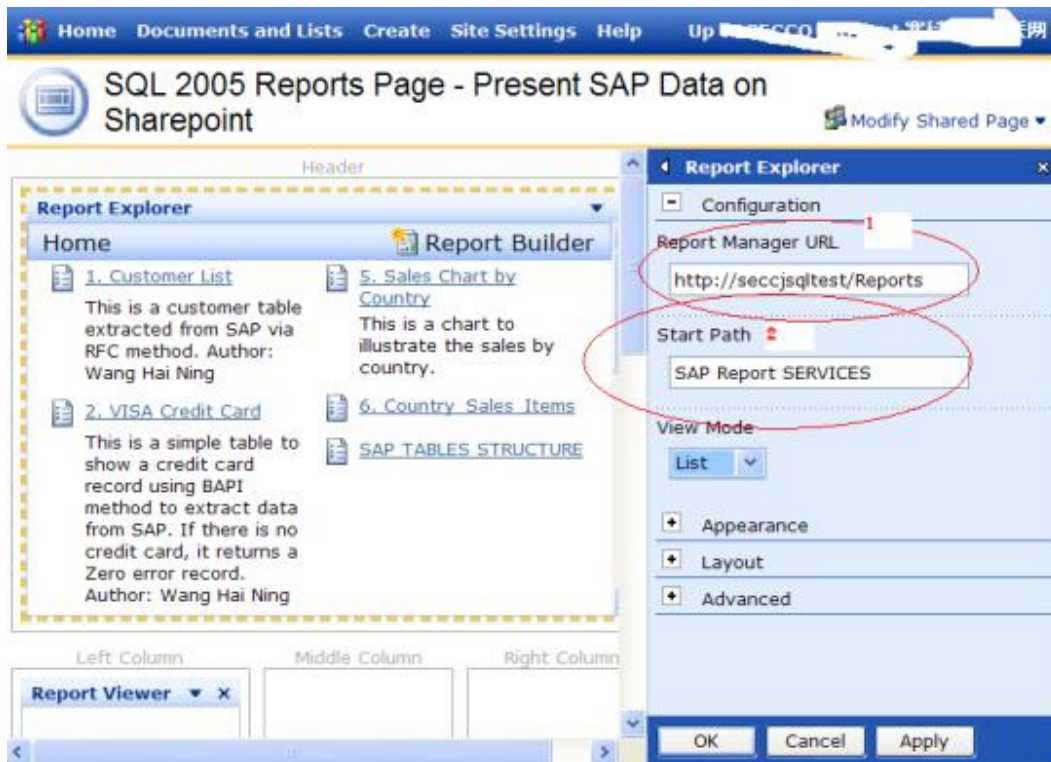 Home Documents and Lists Create Site Settings Help Up
SQL 2005 Reports Page - Present SAP Data on
Sharepoint
Modify Shared Page
Header
Report Explorer
Home
Report Builder
1. Customer List
This is a customer table
extracted from SAP via
RFC method. Author:
Wang Hai Ning
2. VISA Credit Card
This is a simple table to
show a credit card
record using BAPI
method to extract data
from SAP. If there is no
credit card, it returns a
Zero error record.
Author: Wang Hai Ning
5. Sales Chart by
Country
This is a chart to
illustrate the sales by
country.
6. Country Sales Items
SAP TABLES STRUCTURE
Left Column
Middle Column
Right Column
Report Viewer
Report Explorer
Configuration
1
Report Manager URL
http://seccjsqltest/Reports
Start Path 2
SAP Report SERVICES
View Mode
List
Appearance
Layout
Advanced
OK Cancel Apply